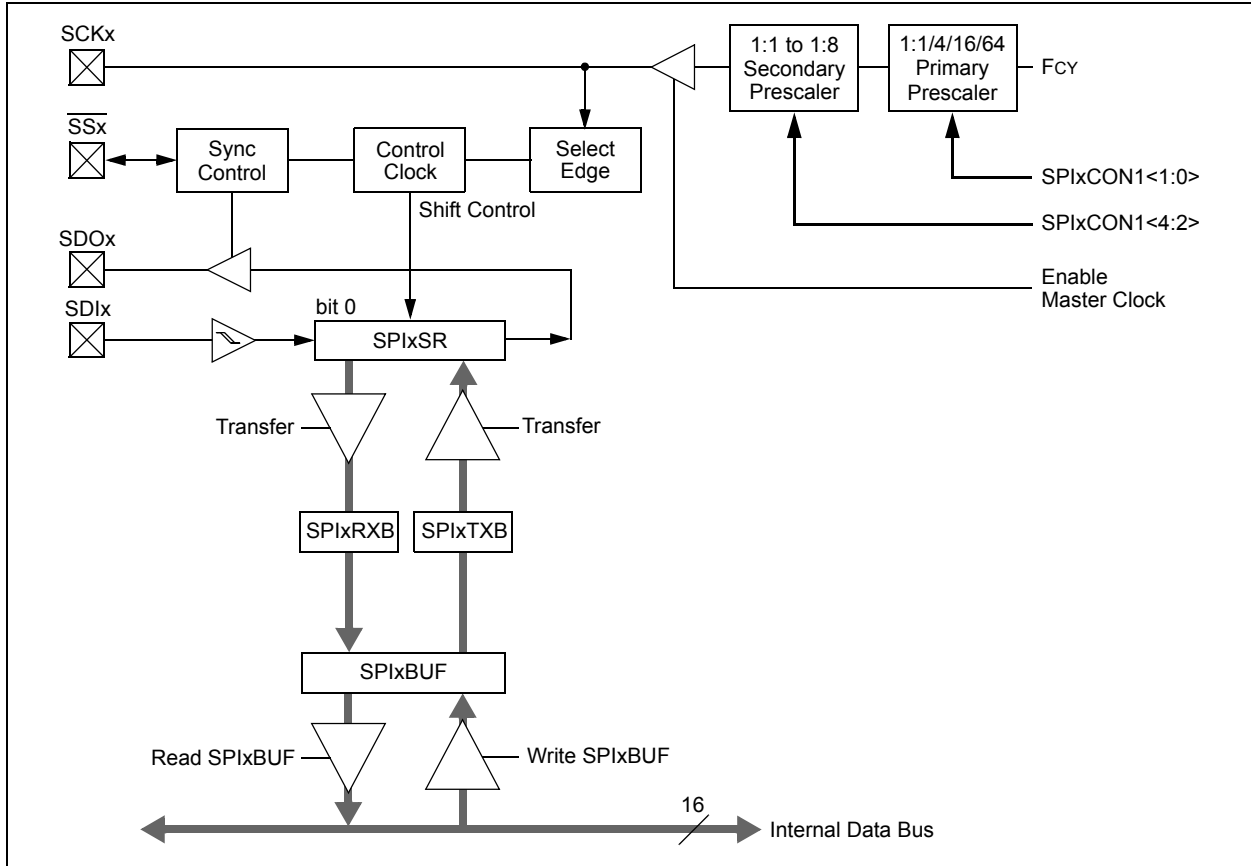 SCKx
1:1 to 1:8
Secondary
Prescaler
1:1/4/16/64
Primary
Prescaler
FCY
SSx
Sync
Control
Control
Clock
Select
Edge
SPIxCON1<1:0>
Shift Control
SPIxCON1<4:2>
SDOx
Enable
Master Clock
SDIx
bit 0
SPIxSR
Transfer
Transfer
SPIxRXB
SPIxTXB
SPIxBUF
Read SPIxBUF
Write SPIxBUF
16
Internal Data Bus